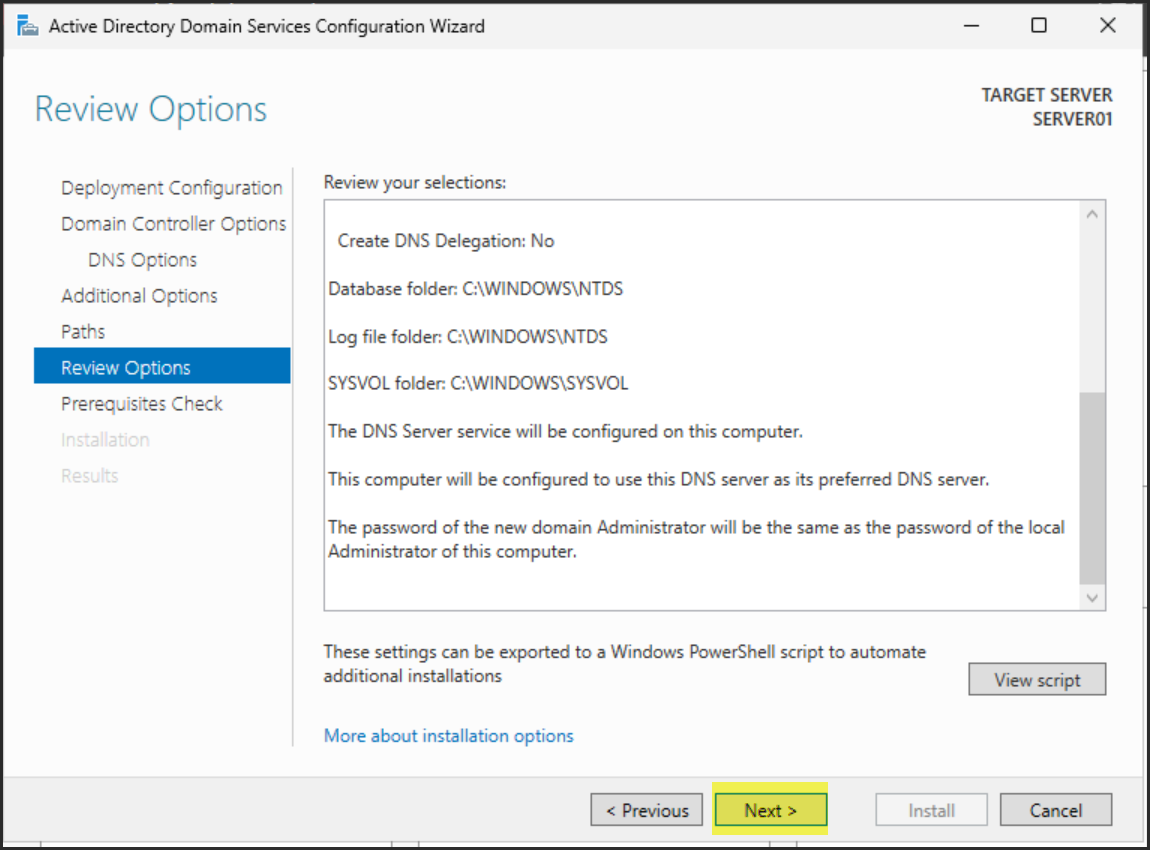 Active Directory Domain Services Configuration Wizard
Review Options
TARGET SERVER
SERVER01
Deployment Configuration
Domain Controller Options
DNS Options
Additional Options
Paths
Review Options
Prerequisites Check
Installation
Results
Review your selections:
Create DNS Delegation: No
Database folder: C:\WINDOWS\NTDS
Log file folder: C:\WINDOWS\NTDS
SYSVOL folder: C:\WINDOWS\SYSVOL
The DNS Server service will be configured on this computer.
This computer will be configured to use this DNS server as its preferred DNS server.
The password of the new domain Administrator will be the same as the password of the local
Administrator of this computer.
These settings can be exported to a Windows PowerShell script to automate
additional installations
View script
More about installation options
< Previous
Next >
Install
Cancel